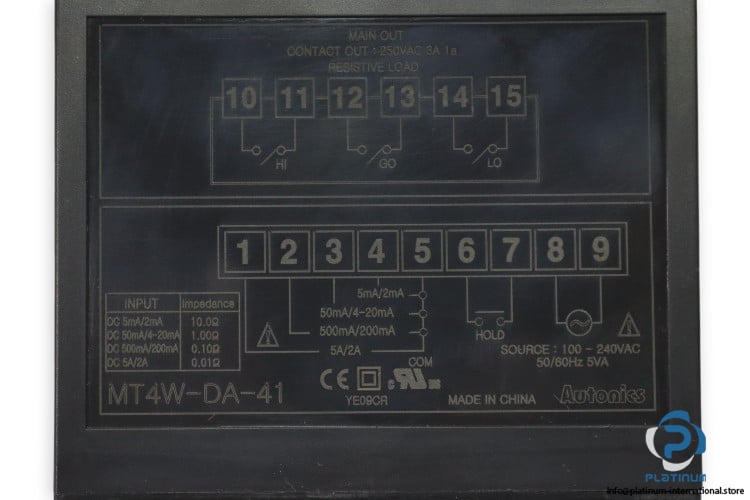 MAIN OUT
CONTACT OUT : 250VAC 3A 1a
RESISTIVE LOAD
10 11 12 13 14 15
HI GO LO
1 2 3 4 5 6 7 8 9
5mA/2mA
50mA/4~20mA
500mA/200mA
5A/2A
COM
HOLD
SOURCE : 100 - 240VAC
50/60Hz 5VA
INPUT Impedance
DC 5mA/2mA 10.0Ω
DC 50mA/4~20mA 1.00Ω
DC 500mA/200mA 0.10Ω
DC 5A/2A 0.01Ω
MT4W-DA-41
CE c RU us
YE09CR
MADE IN CHINA
Autonics
PLATINUM
info@platinum-international.store